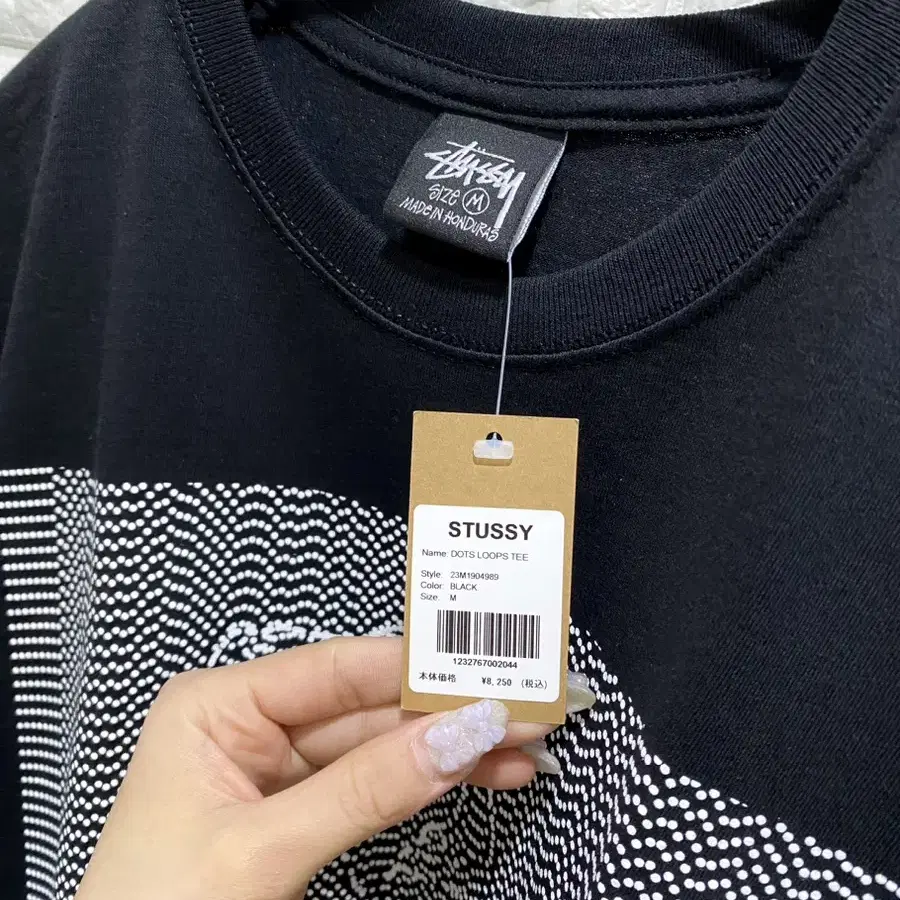 STÜSSY
SIZE M
MADE IN HONDURAS
STUSSY
Name: DOTS LOOPS TEE
Style: 23M1904989
Color: BLACK
Size: M
1232767002044
本体価格 ¥8,250 (税込)